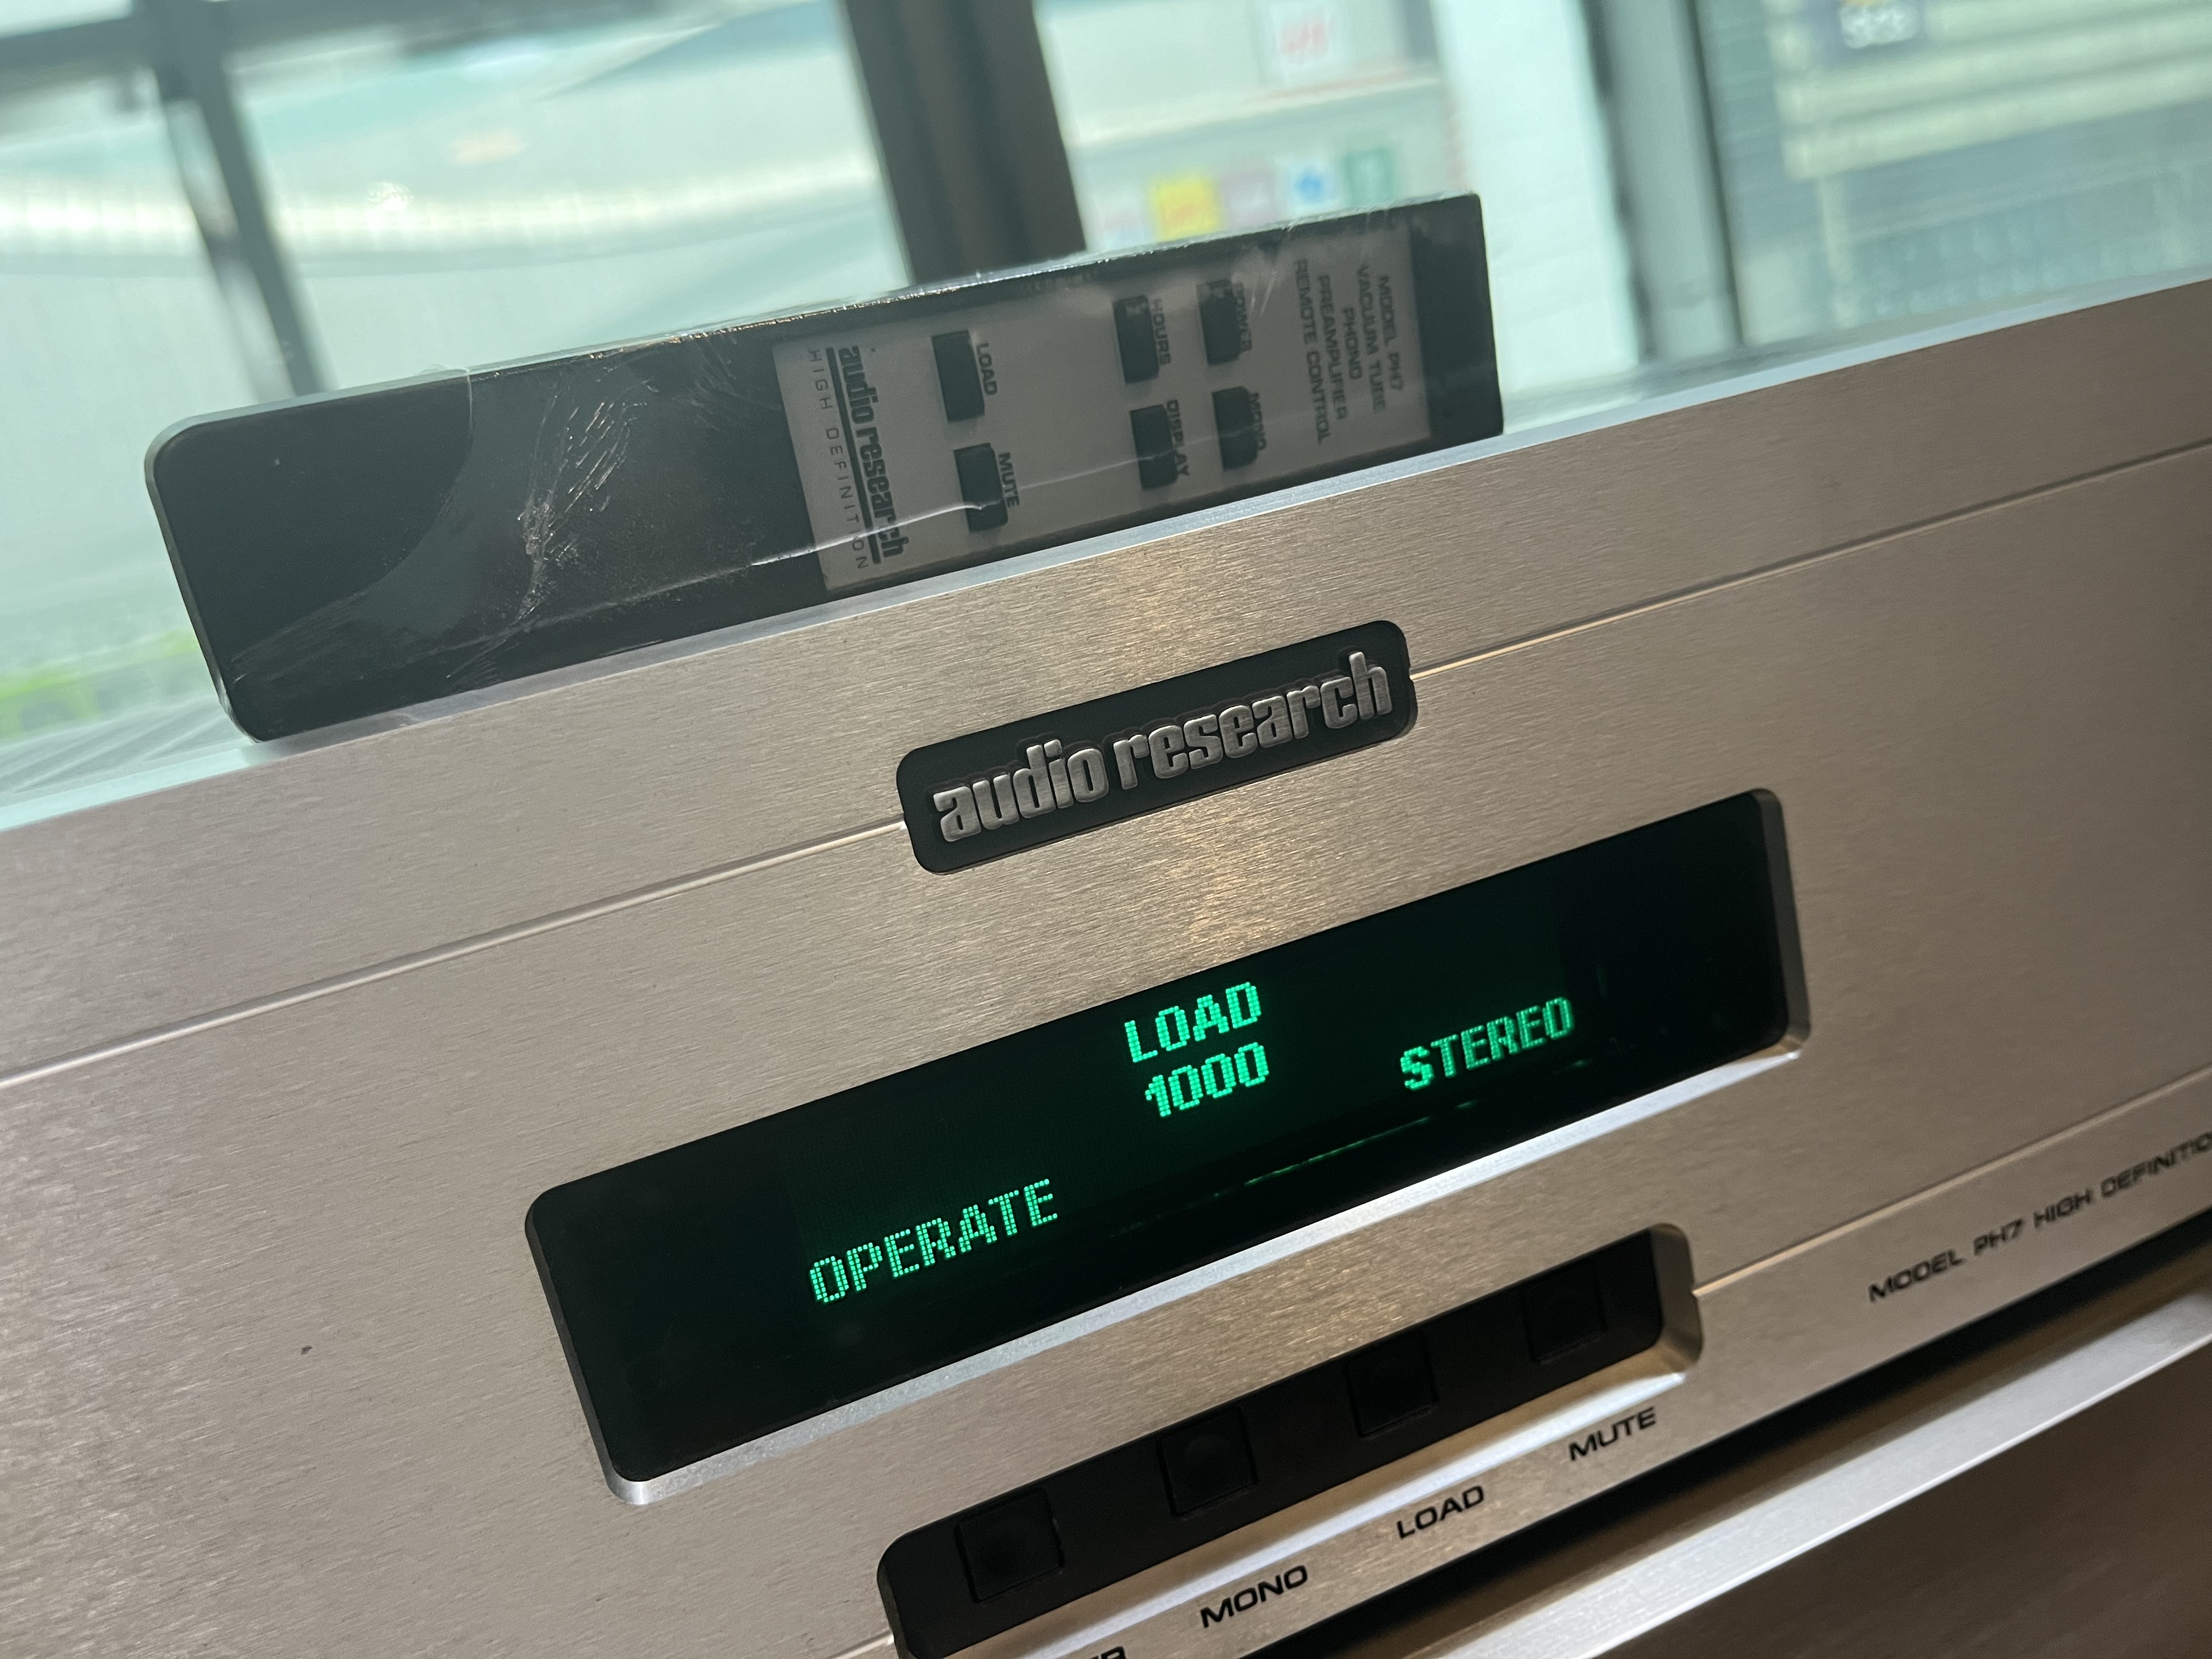 MODEL PH7
VACUUM TUBE
PHONO
PREAMPLIFIER
REMOTE CONTROL
POWER
MONO
HOURS
DISPLAY
LOAD
MUTE
audio research
HIGH DEFINITION
audio research
LOAD
1000
STEREO
OPERATE
MONO
LOAD
MUTE
MODEL PH7 HIGH DEFINITIO